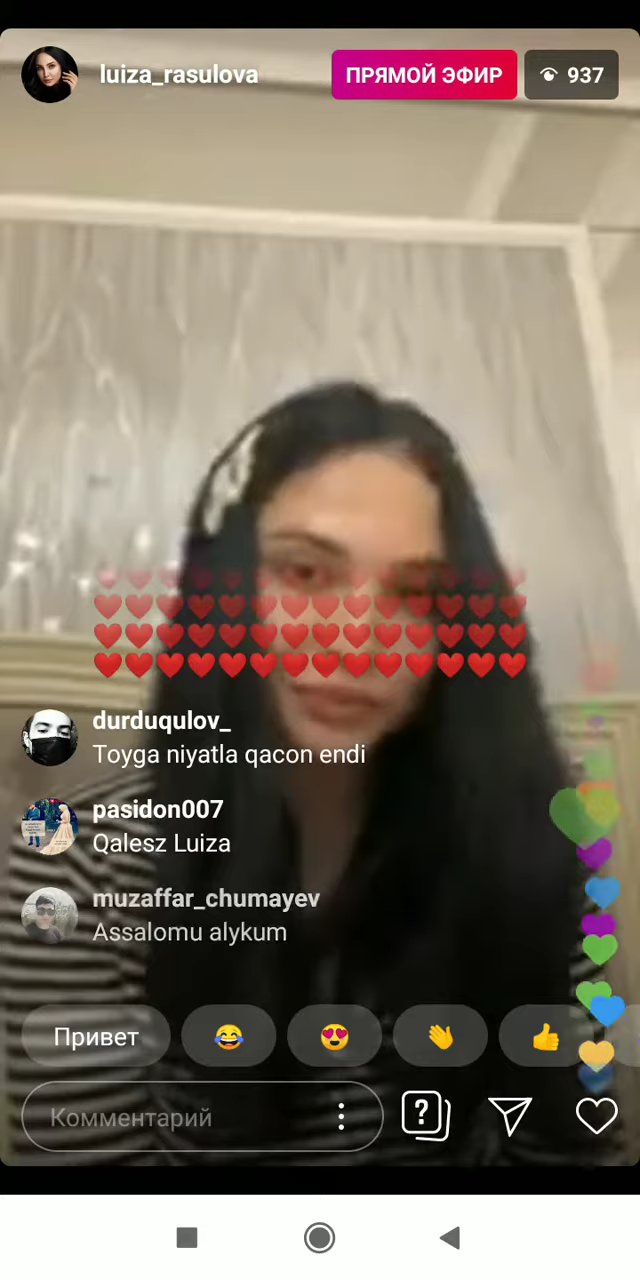 luiza_rasulova
ПРЯМОЙ ЭФИР
937
durduqulov_
Toyga niyatla qacon endi
pasidon007
Qalesz Luiza
muzaffar_chumayev
Assalomu alykum
Привет
Комментарий